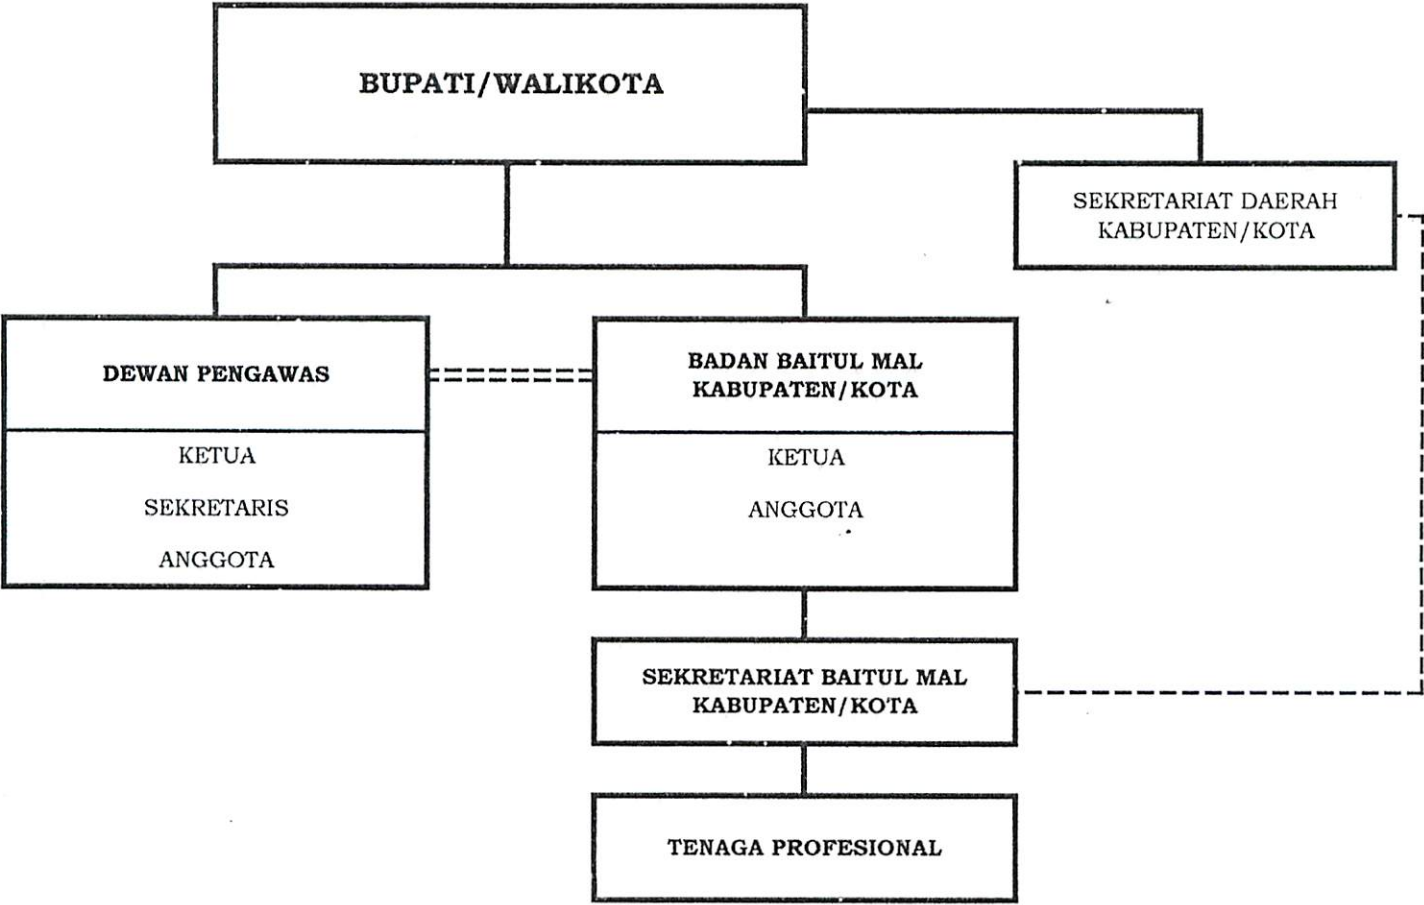 BUPATI/WALIKOTA
SEKRETARIAT DAERAH
KABUPATEN/KOTA
DEWAN PENGAWAS
KETUA
SEKRETARIS
ANGGOTA
BADAN BAITUL MAL
KABUPATEN/KOTA
KETUA
ANGGOTA
SEKRETARIAT BAITUL MAL
KABUPATEN/KOTA
TENAGA PROFESIONAL